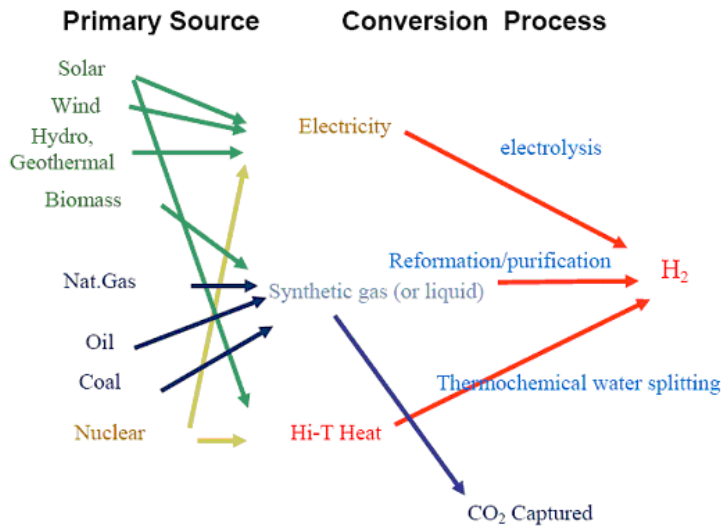 Primary Source
Conversion Process
Solar
Wind
Hydro,
Geothermal
Biomass
Nat.Gas
Oil
Coal
Nuclear
Electricity
Synthetic gas (or liquid)
Hi-T Heat
electrolysis
Reformation/purification
Thermochemical water splitting
H₂
CO₂ Captured